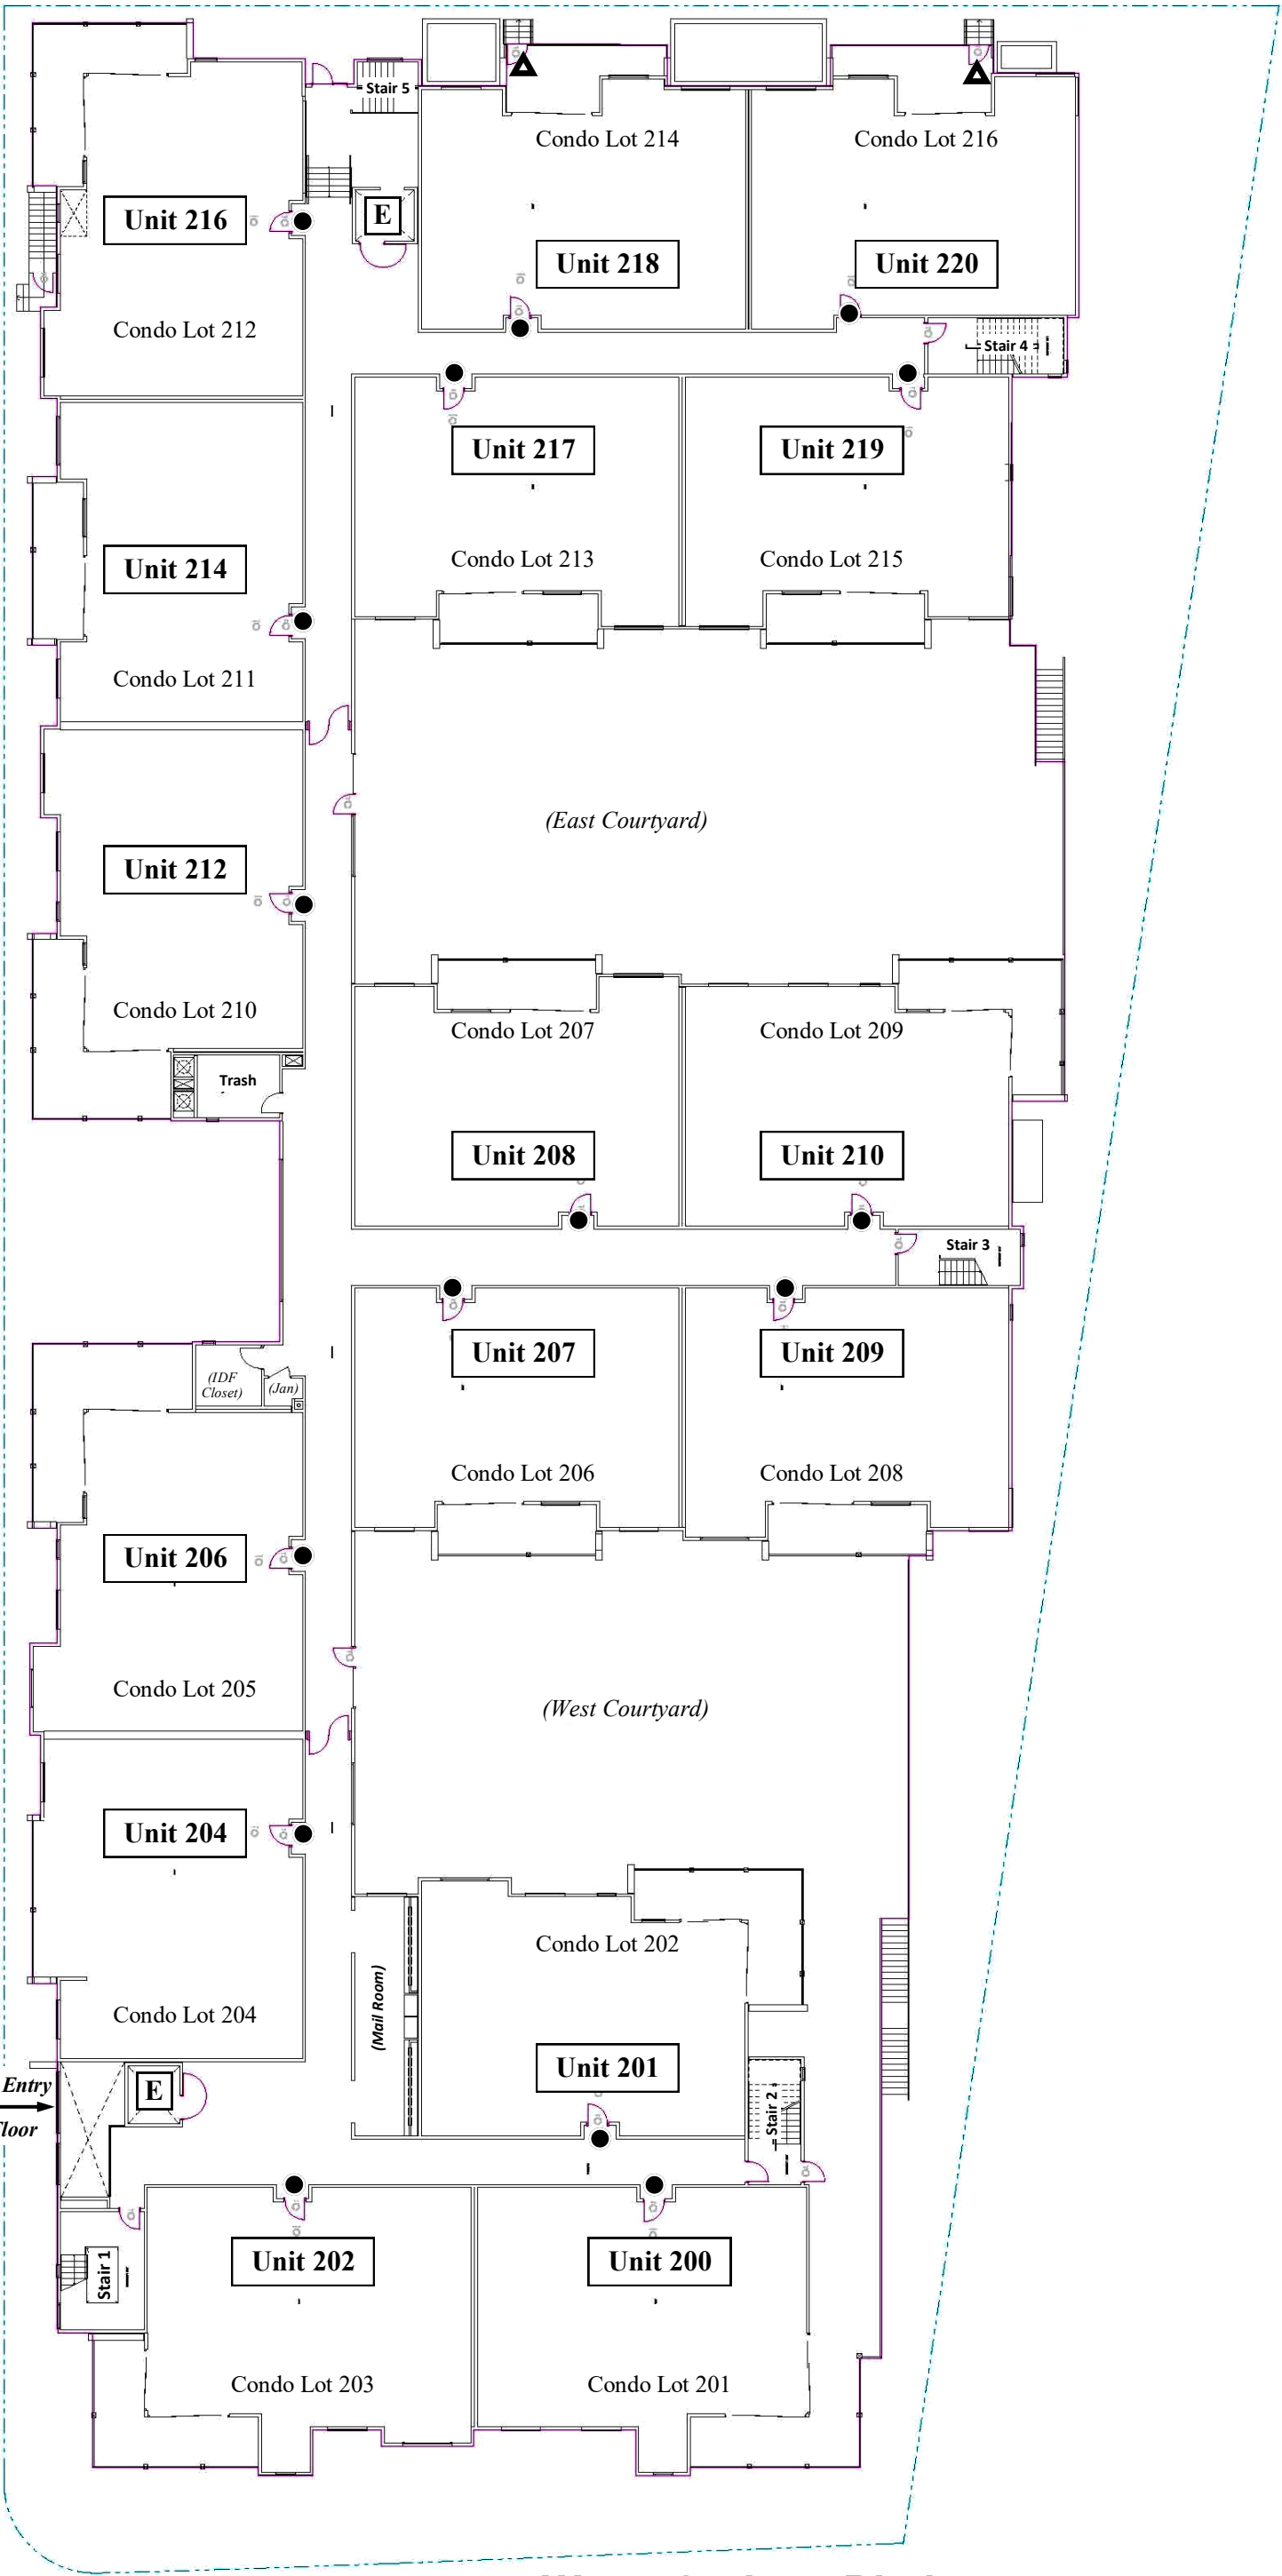 Stair 5
Condo Lot 214
Condo Lot 216
Unit 216
E
Unit 218
Unit 220
Condo Lot 212
Stair 4
Unit 217
Unit 219
Condo Lot 213
Condo Lot 215
Unit 214
Condo Lot 211
(East Courtyard)
Unit 212
Condo Lot 210
Condo Lot 207
Condo Lot 209
Trash
Unit 208
Unit 210
Stair 3
Unit 207
Unit 209
(IDF
Closet)
(Jan)
Condo Lot 206
Condo Lot 208
Unit 206
Condo Lot 205
(West Courtyard)
Unit 204
Condo Lot 202
(Mail Room)
Condo Lot 204
Unit 201
Entry
E
loor
Stair 2
Unit 202
Unit 200
Stair 1
Condo Lot 203
Condo Lot 201